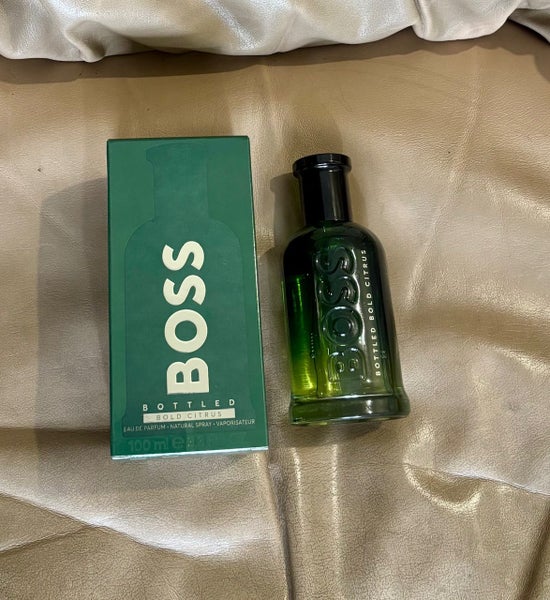 BOSS
BOTTLED
BOLD CITRUS
EAU DE PARFUM - NATURAL SPRAY - VAPORISATEUR
100 ml e
BOSS
BOTTLED BOLD CITRUS